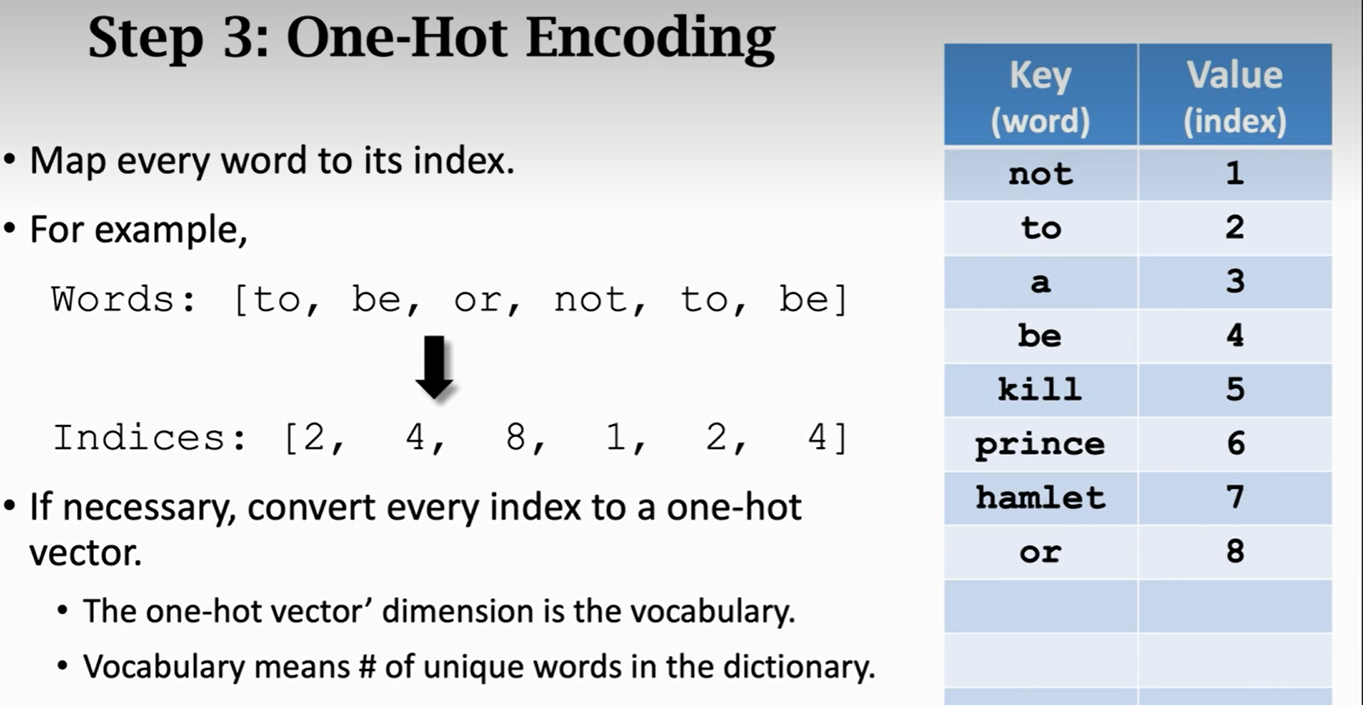 Step 3: One-Hot Encoding
• Map every word to its index.
• For example,
Words: [to, be, or, not, to, be]
Indices: [2, 4, 8, 1, 2, 4]
• If necessary, convert every index to a one-hot
vector.
• The one-hot vector’ dimension is the vocabulary.
• Vocabulary means # of unique words in the dictionary.
Key Value
(word) (index)
not 1
to 2
a 3
be 4
kill 5
prince 6
hamlet 7
or 8